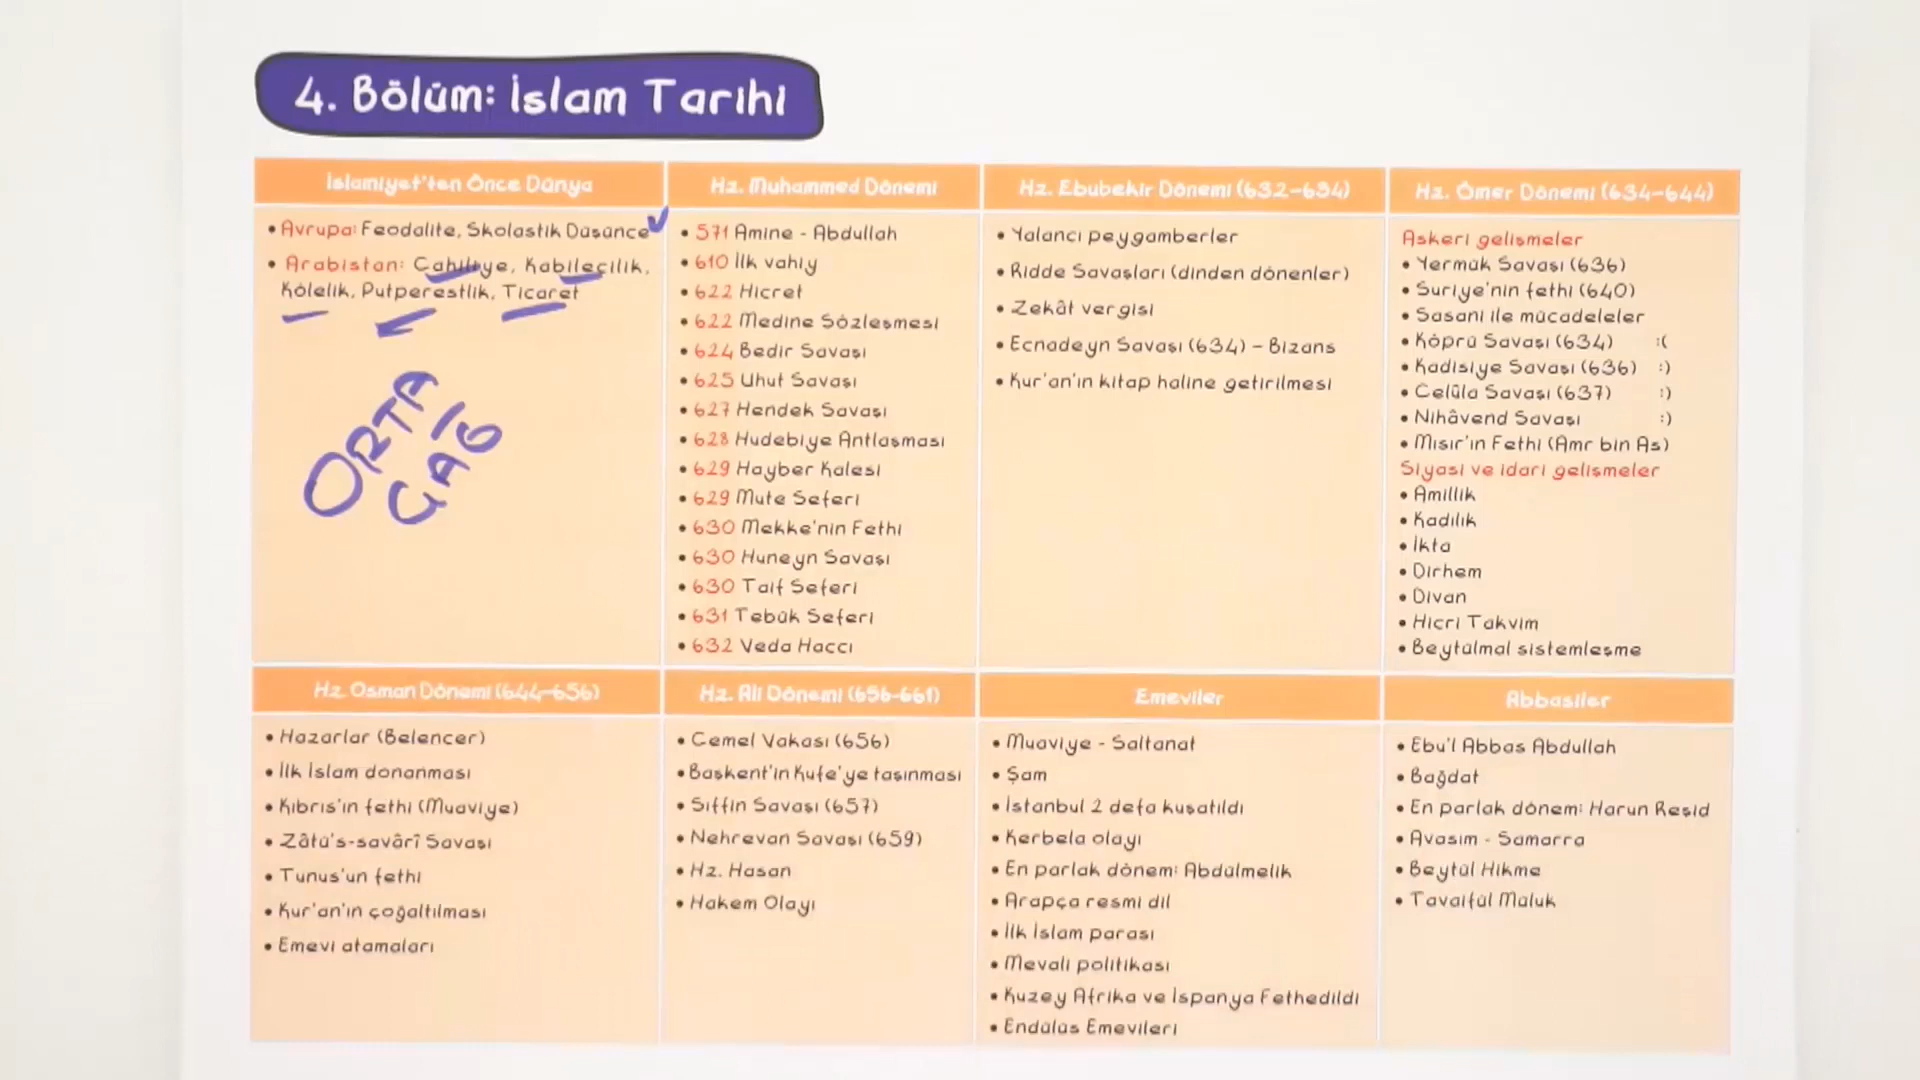 4. Bölüm: İslam Tarihi
İslamiyet'ten Önce Dünya
• Avrupa: Feodalite, Skolastik Düşünce
• Arabistan: Cahiliye, Kabilecilik,
Kölelik, Putperestlik, Ticaret
ORTA
ÇAĞ
Hz. Muhammed Dönemi
• 571 Amine - Abdullah
• 610 İlk vahiy
• 622 Hicret
• 622 Medine Sözleşmesi
• 624 Bedir Savaşı
• 625 Uhut Savaşı
• 627 Hendek Savaşı
• 628 Hudebiye Antlaşması
• 629 Hayber Kalesi
• 629 Mute Seferi
• 630 Mekke'nin Fethi
• 630 Huneyn Savaşı
• 630 Taif Seferi
• 631 Tebük Seferi
• 632 Veda Haccı
Hz. Ebubekir Dönemi (632-634)
• Yalancı peygamberler
• Ridde Savaşları (dinden dönenler)
• Zekât vergisi
• Ecnadeyn Savaşı (634) – Bizans
• Kur'an'ın kitap haline getirilmesi
Hz. Ömer Dönemi (634-644)
Askeri gelişmeler
• Yermük Savaşı (636)
• Suriye'nin fethi (640)
• Sasani ile mücadeleler
• Köprü Savaşı (634) :(
• Kadisiye Savaşı (636) :)
• Celûla Savaşı (637) :)
• Nihâvend Savaşı :)
• Mısır'ın Fethi (Amr bin As)
Siyasi ve idari gelişmeler
• Amillik
• Kadılık
• İkta
• Dirhem
• Divan
• Hicri Takvim
• Beytülmal sistemleşme
Hz. Osman Dönemi (644-656)
• Hazarlar (Belencer)
• İlk İslam donanması
• Kıbrıs'ın fethi (Muaviye)
• Zâtü's-savârî Savaşı
• Tunus'un fethi
• Kur'an'ın çoğaltılması
• Emevi atamaları
Hz. Ali Dönemi (656-661)
• Cemel Vakası (656)
• Başkent'in Kufe'ye taşınması
• Sıffin Savaşı (657)
• Nehrevan Savaşı (659)
• Hz. Hasan
• Hakem Olayı
Emeviler
• Muaviye - Saltanat
• Şam
• İstanbul 2 defa kuşatıldı
• Kerbela olayı
• En parlak dönem: Abdülmelik
• Arapça resmi dil
• İlk İslam parası
• Mevali politikası
• Kuzey Afrika ve İspanya Fethedildi
• Endülüs Emevileri
Abbasiler
• Ebu'l Abbas Abdullah
• Bağdat
• En parlak dönem: Harun Reşid
• Avasım - Samarra
• Beytül Hikme
• Tavaifül Mülük